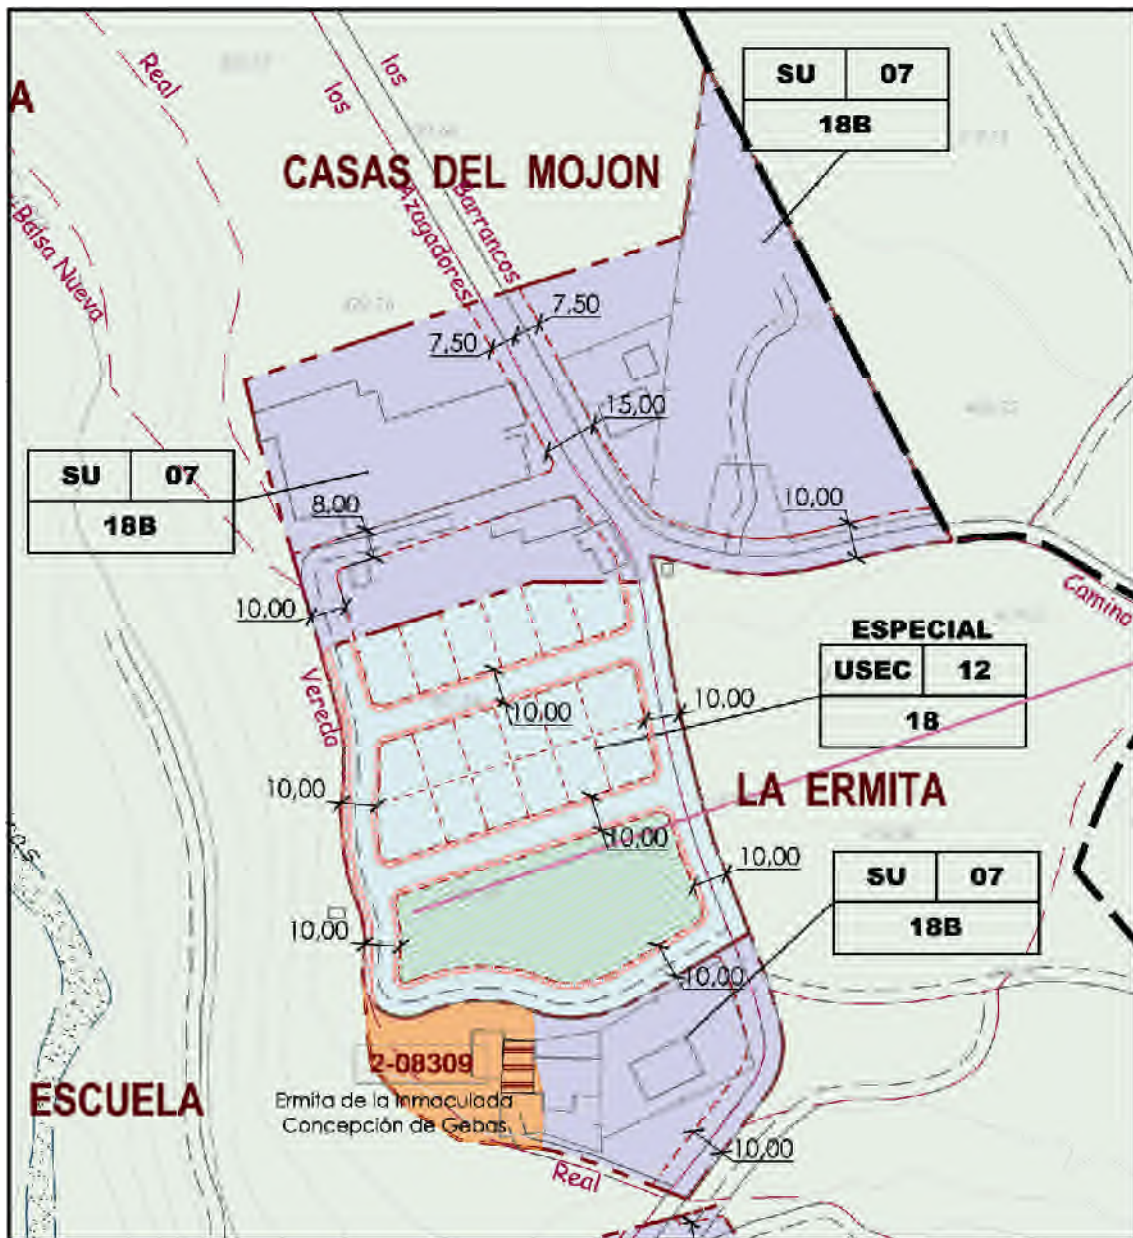 SU 07
18B
Real
los
los
A
CASAS DEL MOJON
Azagadores
Barrancos
Balsa Nueva
7,50
7,50
15,00
SU 07
18B
8,00
10,00
10,00
Camino
ESPECIAL
USEC 12
18
Vereda
10,00
10,00
10,00
LA ERMITA
10,00
10,00
SU 07
18B
10,00
10,00
2-08309
ESCUELA
Ermita de la Inmaculada
Concepción de Gebas
10,00
Real